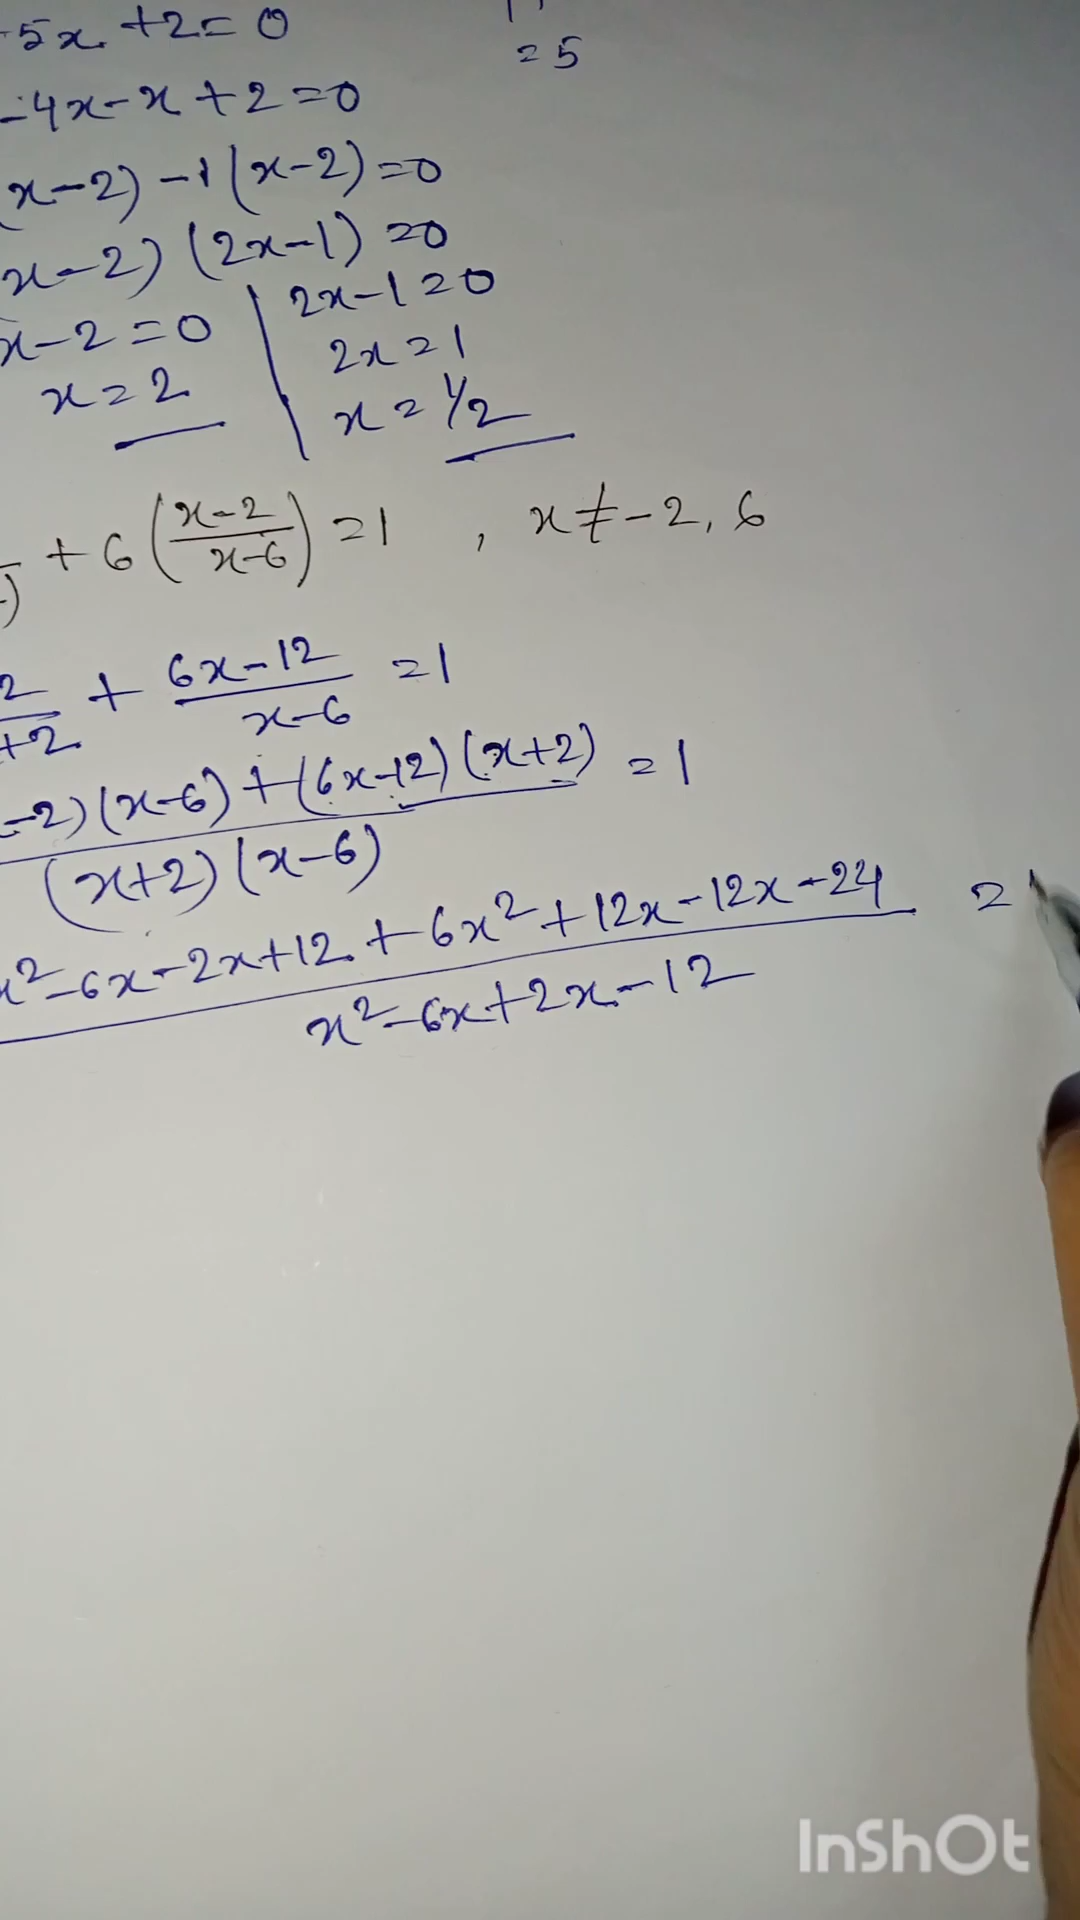 -5x + 2 = 0
= 5
-4x - x + 2 = 0
(x-2) - 1(x-2) = 0
x-2) (2x-1) = 0
x-2 = 0 | 2x-1 = 0
x = 2 | 2x = 1
x = 1/2
+ 6 (x-2 / x-6) = 1 , x ≠ -2, 6
2 / +2 + 6x-12 / x-6 = 1
-2)(x-6) + (6x-12)(x+2) = 1
(x+2)(x-6)
x² - 6x - 2x + 12 + 6x² + 12x - 12x - 24 =
x² - 6x + 2x - 12
InShOt